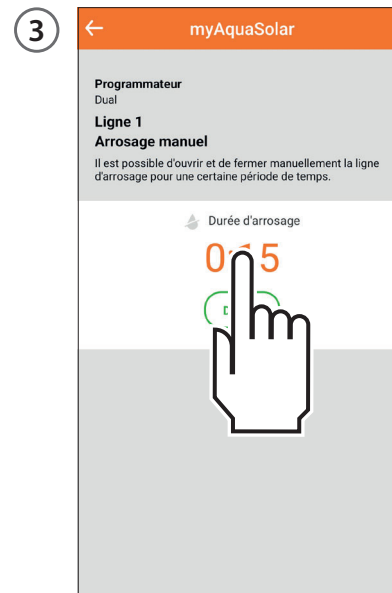 3
myAquaSolar
Programmateur
Dual
Ligne 1
Arrosage manuel
Il est possible d'ouvrir et de fermer manuellement la ligne
d'arrosage pour une certaine période de temps.
Durée d'arrosage